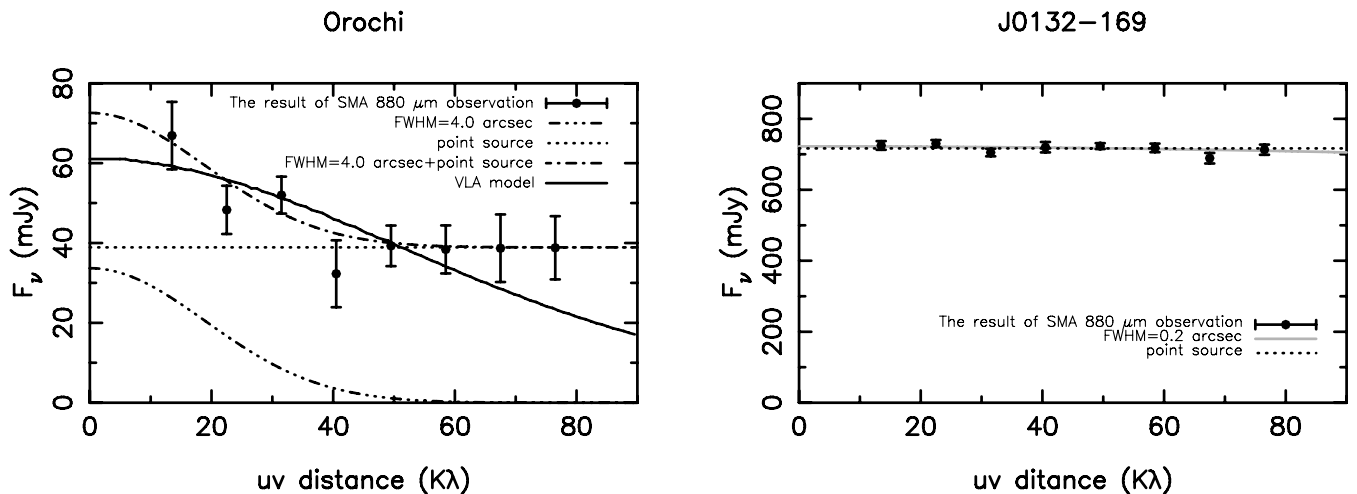 Orochi
J0132−169
80
60
40
20
0
F_ν (mJy)
The result of SMA 880 μm observation
FWHM=4.0 arcsec
point source
FWHM=4.0 arcsec+point source
VLA model
0 20 40 60 80
uv distance (Kλ)
800
600
400
200
0
F_ν (mJy)
The result of SMA 880 μm observation
FWHM=0.2 arcsec
point source
0 20 40 60 80
uv ditance (Kλ)